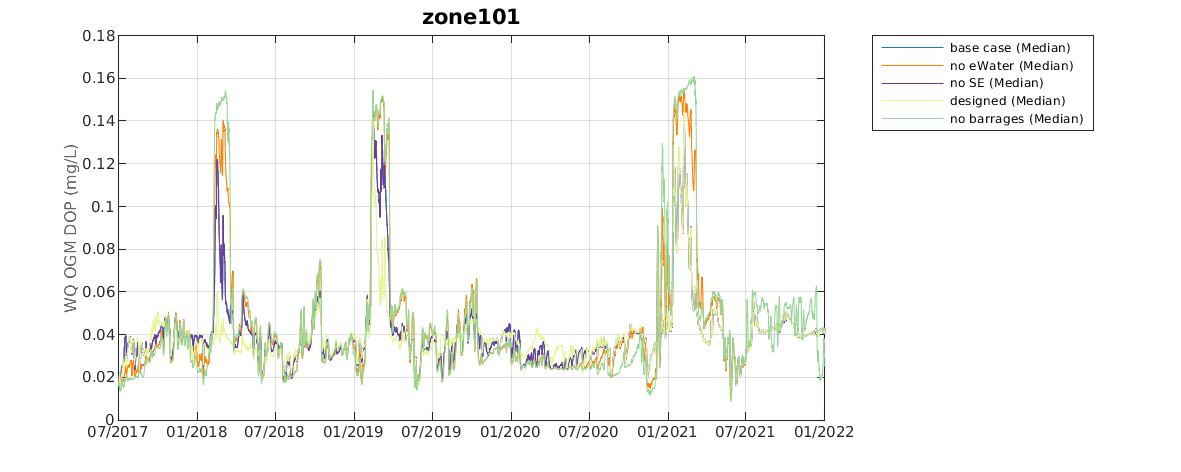 zone101
WQ OGM DOP (mg/L)
0.18
0.16
0.14
0.12
0.1
0.08
0.06
0.04
0.02
0
07/2017 01/2018 07/2018 01/2019 07/2019 01/2020 07/2020 01/2021 07/2021 01/2022
base case (Median)
no eWater (Median)
no SE (Median)
designed (Median)
no barrages (Median)